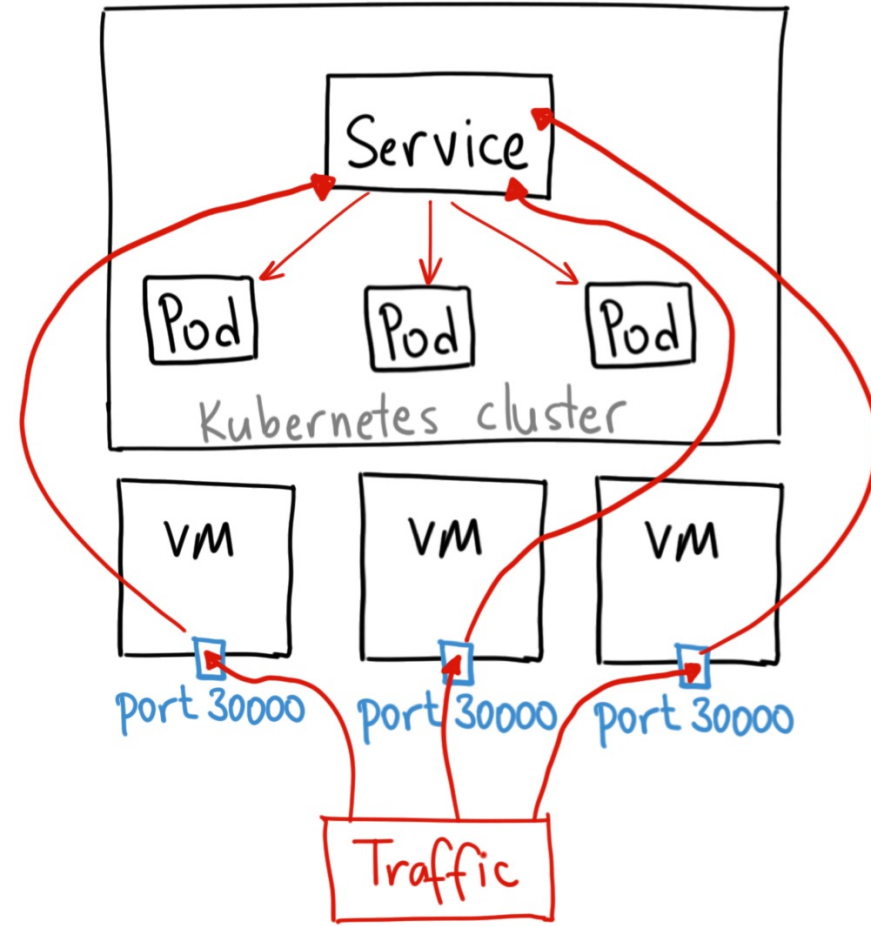 Service
Pod Pod Pod
Kubernetes cluster
VM VM VM
port 30000 port 30000 port 30000
Traffic